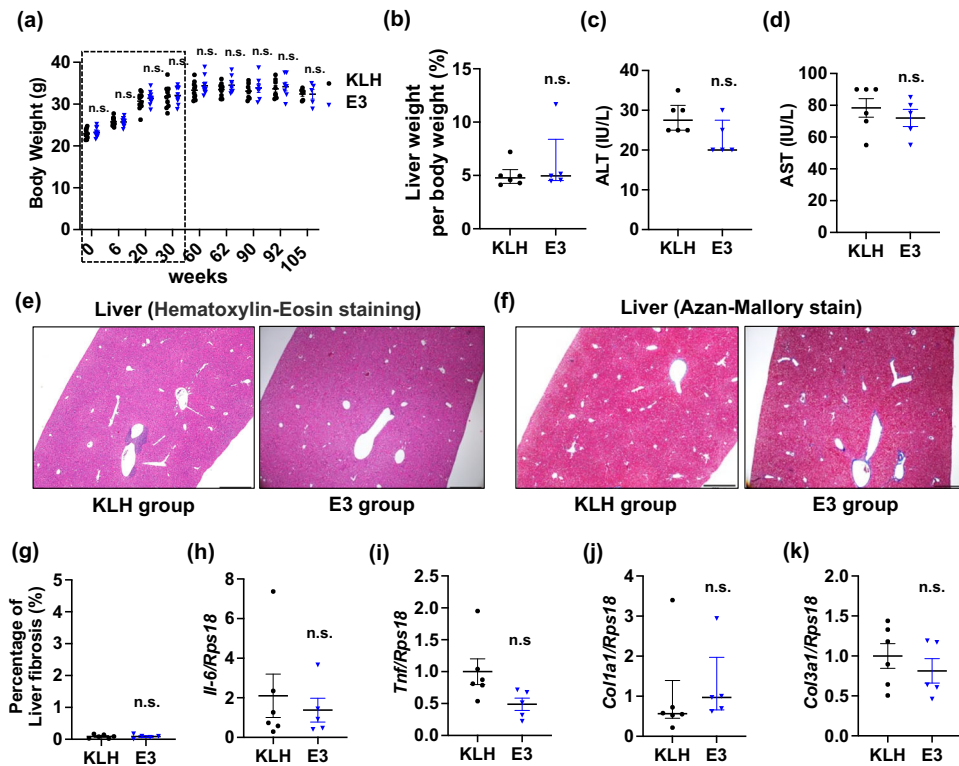 (a)
Body Weight (g)
40
30
20
10
0
n.s.
n.s.
n.s.
n.s.
n.s.
n.s.
n.s.
n.s.
n.s.
KLH
E3
0
6
20
30
60
62
90
92
105
weeks
(b)
Liver weight
per body weight (%)
15
10
5
0
n.s.
KLH
E3
(c)
ALT (IU/L)
40
30
20
10
0
n.s.
KLH
E3
(d)
AST (IU/L)
100
80
60
40
20
0
n.s.
KLH
E3
(e)
Liver (Hematoxylin-Eosin staining)
KLH group
E3 group
(f)
Liver (Azan-Mallory stain)
KLH group
E3 group
(g)
Percentage of
Liver fibrosis (%)
5
4
3
2
1
0
n.s.
KLH
E3
(h)
Il-6/Rps18
8
6
4
2
0
n.s.
KLH
E3
(i)
Tnf/Rps18
2.5
2.0
1.5
1.0
0.5
0.0
n.s
KLH
E3
(j)
Col1a1/Rps18
4
3
2
1
0
n.s.
KLH
E3
(k)
Col3a1/Rps18
2.0
1.5
1.0
0.5
0.0
n.s.
KLH
E3